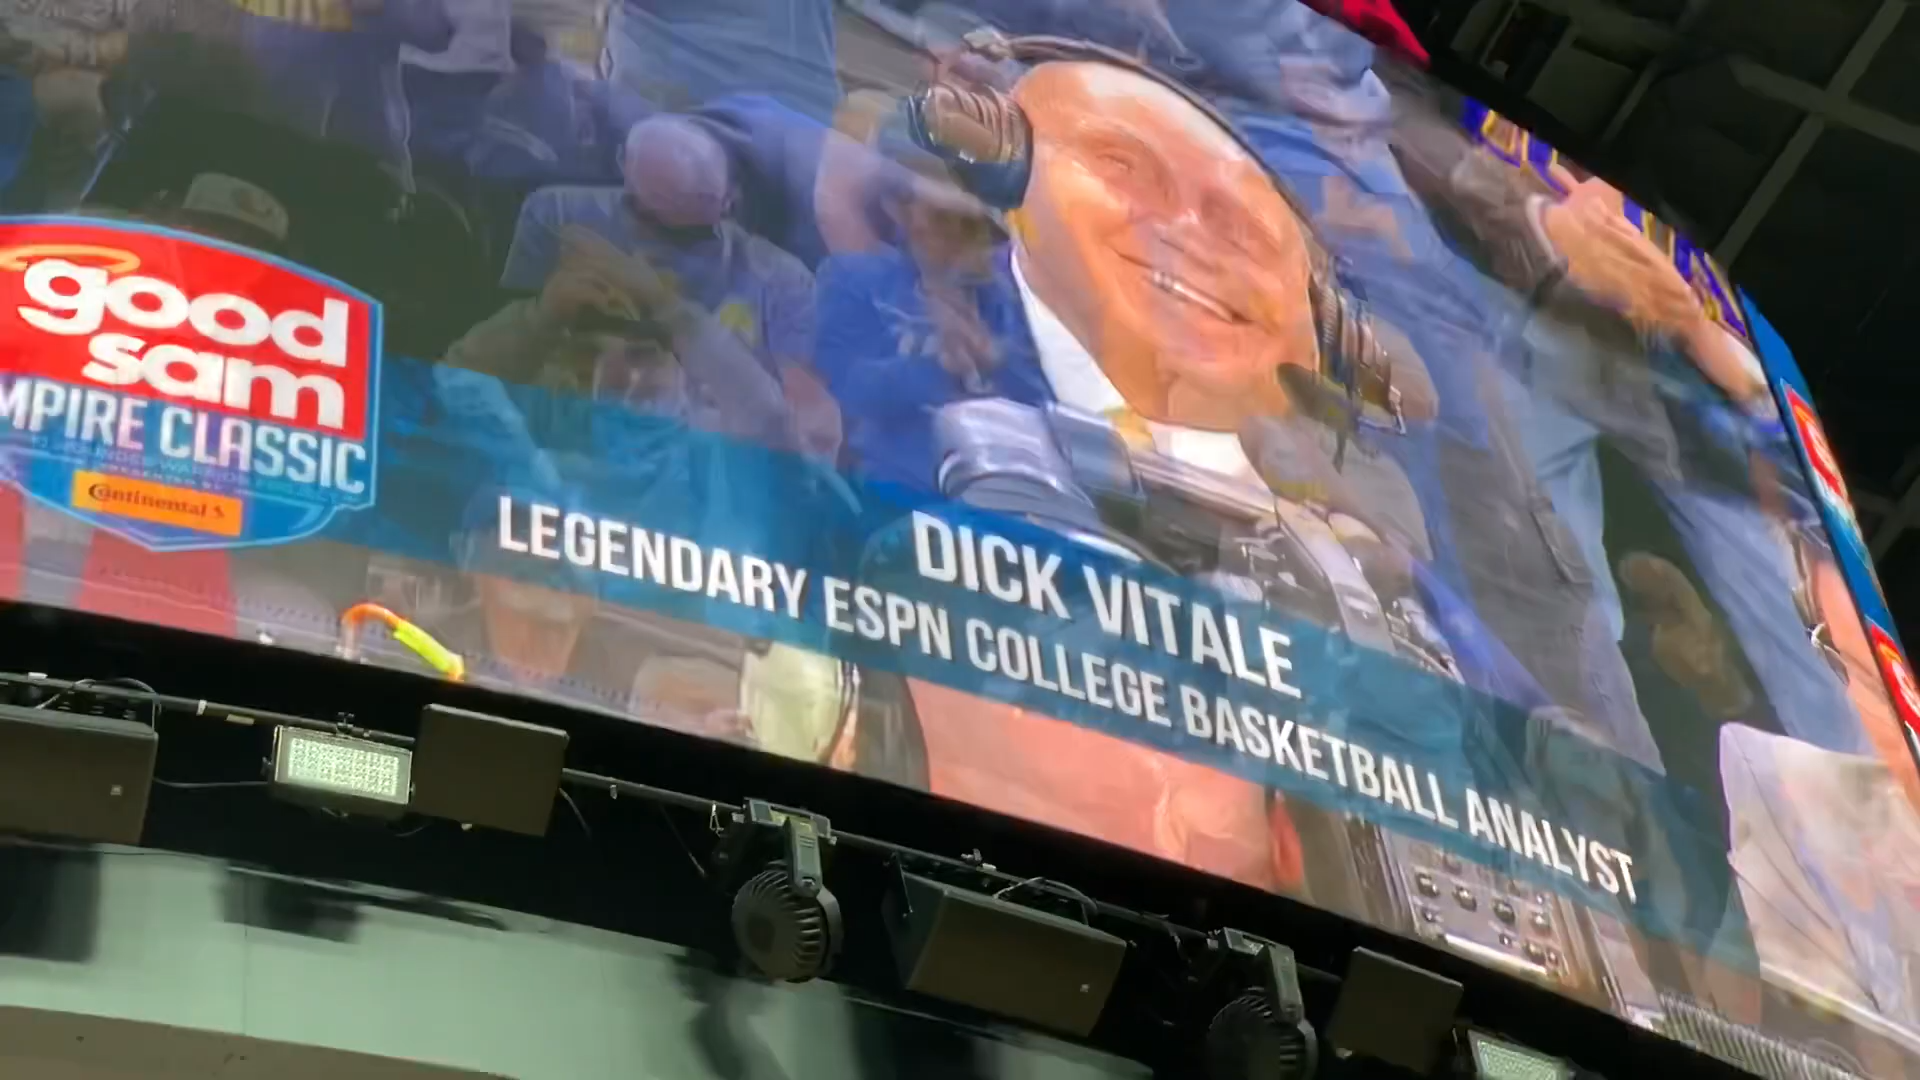 good
sam
MPIRE CLASSIC
Continental
DICK VITALE
LEGENDARY ESPN COLLEGE BASKETBALL ANALYST